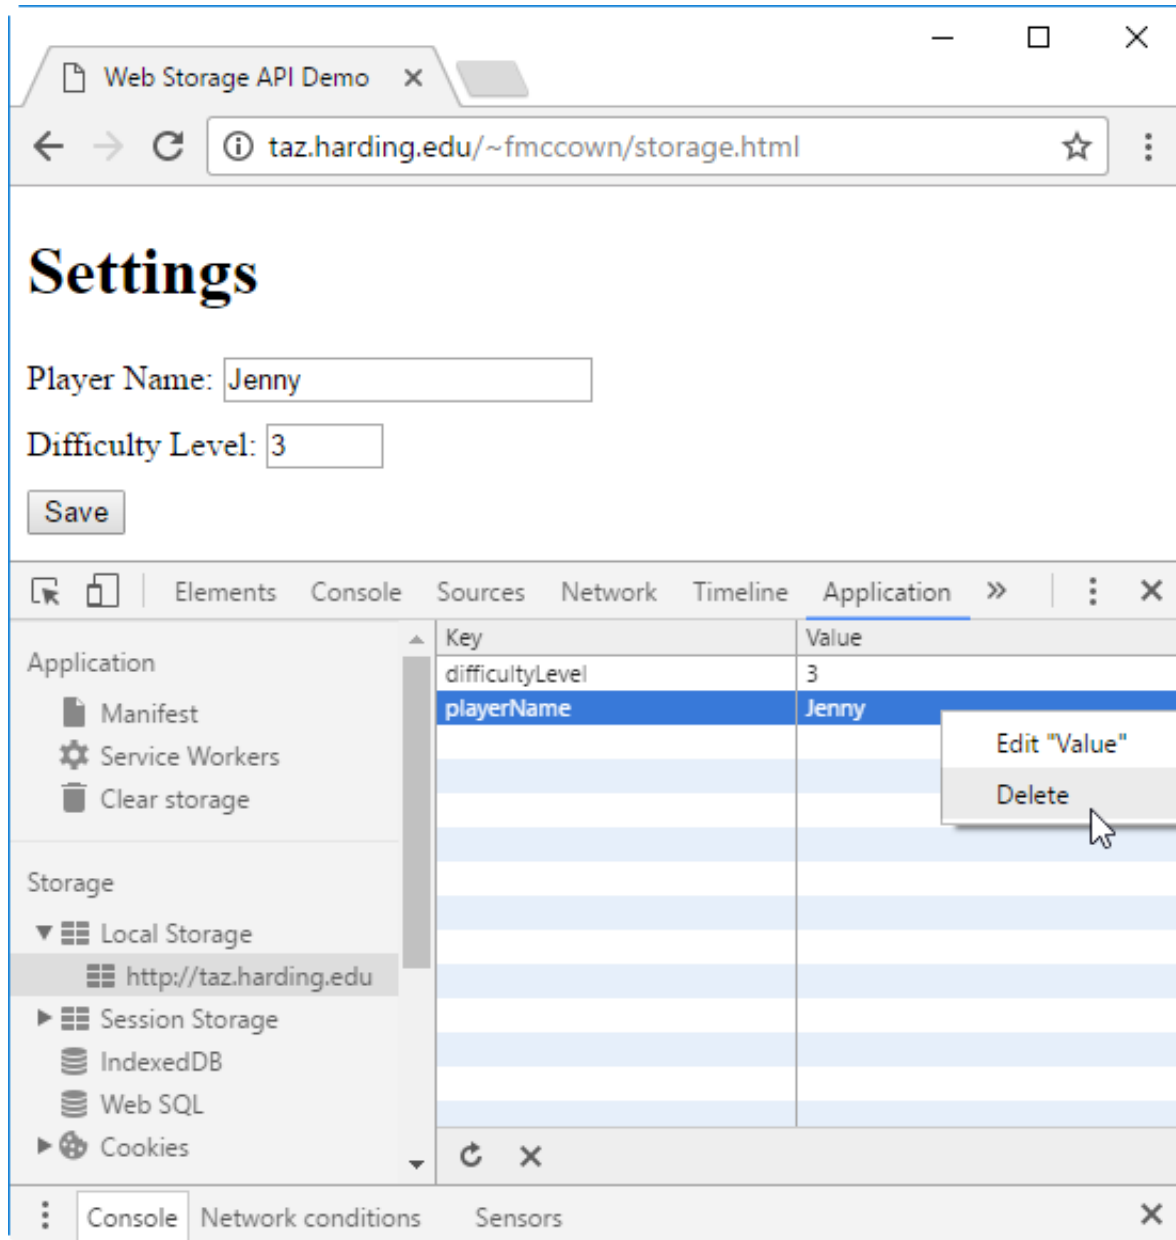 Web Storage API Demo
taz.harding.edu/~fmccown/storage.html
Settings
Player Name: Jenny
Difficulty Level: 3
Save
Elements Console Sources Network Timeline Application »
Application
Manifest
Service Workers
Clear storage
Storage
Local Storage
http://taz.harding.edu
Session Storage
IndexedDB
Web SQL
Cookies
Key Value
difficultyLevel 3
playerName Jenny
Edit "Value"
Delete
Console Network conditions Sensors